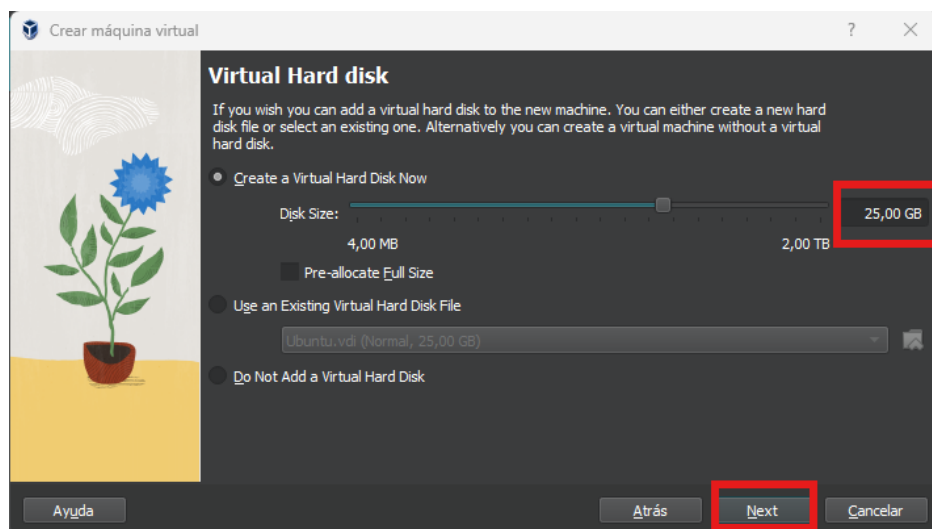 Crear máquina virtual
?
Virtual Hard disk
If you wish you can add a virtual hard disk to the new machine. You can either create a new hard
disk file or select an existing one. Alternatively you can create a virtual machine without a virtual
hard disk.
Create a Virtual Hard Disk Now
Disk Size:
25,00 GB
4,00 MB
2,00 TB
Pre-allocate Full Size
Use an Existing Virtual Hard Disk File
Ubuntu.vdi (Normal, 25,00 GB)
Do Not Add a Virtual Hard Disk
Ayuda
Atrás
Next
Cancelar